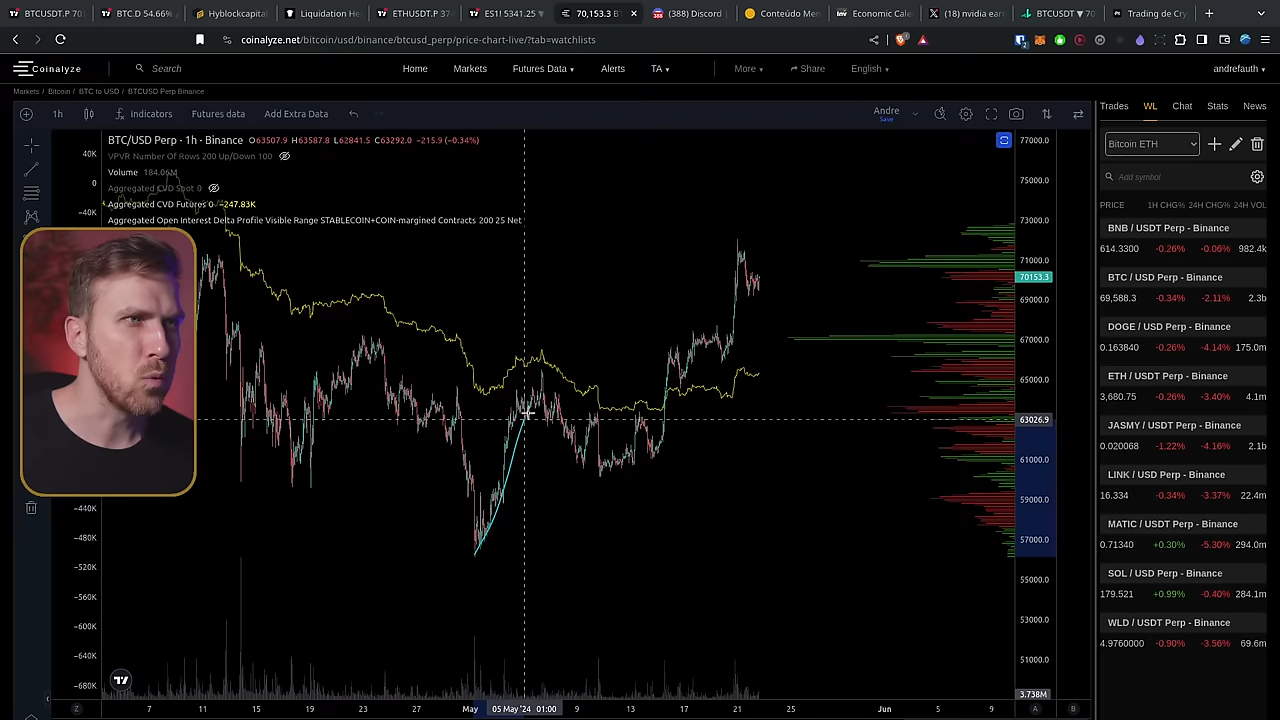 BTCUSDT.P 70
BTC.D 54.66%
Hyblockcapital
Liquidation He
ETHUSDT.P 37
ES1! 5341.25
70,153.3 B
(388) Discord
Conteúdo Mem
Economic Cale
(18) nvidia earn
BTCUSDT ▼ 70
Trading de Cry
coinalyze.net/bitcoin/usd/binance/btcusd_perp/price-chart-live/?tab=watchlists
Coinalyze
Search
Home
Markets
Futures Data
Alerts
TA
More
Share
English
andrefauth
Markets / Bitcoin / BTC to USD / BTCUSD Perp Binance
1h
Indicators
Futures data
Add Extra Data
Andre
Save
Trades
WL
Chat
Stats
News
BTC/USD Perp · 1h · Binance O63507.9 H63587.8 L62841.5 C63292.0 −215.9 (−0.34%)
VPVR Number Of Rows 200 Up/Down 100
Volume 184.06M
Aggregated CVD Spot 0
Aggregated CVD Futures 0 −247.83K
Aggregated Open Interest Delta Profile Visible Range STABLECOIN+COIN-margined Contracts 200 25 Net
40K
0
−40K
−440K
−480K
−520K
−560K
−600K
−640K
−680K
77000.0
75000.0
73000.0
71000.0
70153.3
69000.0
67000.0
65000.0
63026.9
61000.0
59000.0
57000.0
55000.0
53000.0
51000.0
3.738M
Z
7
11
15
19
23
27
May
05 May '24 01:00
9
13
17
21
25
Jun
5
9
A
B
Bitcoin ETH
Add symbol
PRICE 1H CHG% 24H CHG% 24H VOL
BNB / USDT Perp - Binance
614.3300 -0.26% -0.06% 982.4k
BTC / USD Perp - Binance
69,588.3 -0.34% -2.11% 2.3b
DOGE / USD Perp - Binance
0.163840 -0.26% -4.14% 175.0m
ETH / USDT Perp - Binance
3,680.75 -0.26% -3.40% 4.1m
JASMY / USDT Perp - Binance
0.020068 -1.22% -4.16% 2.1b
LINK / USD Perp - Binance
16.334 -0.34% -3.37% 22.4m
MATIC / USDT Perp - Binance
0.71340 +0.30% -5.30% 294.0m
SOL / USD Perp - Binance
179.521 +0.99% -0.40% 284.1m
WLD / USDT Perp - Binance
4.9760000 -0.90% -3.56% 69.6m